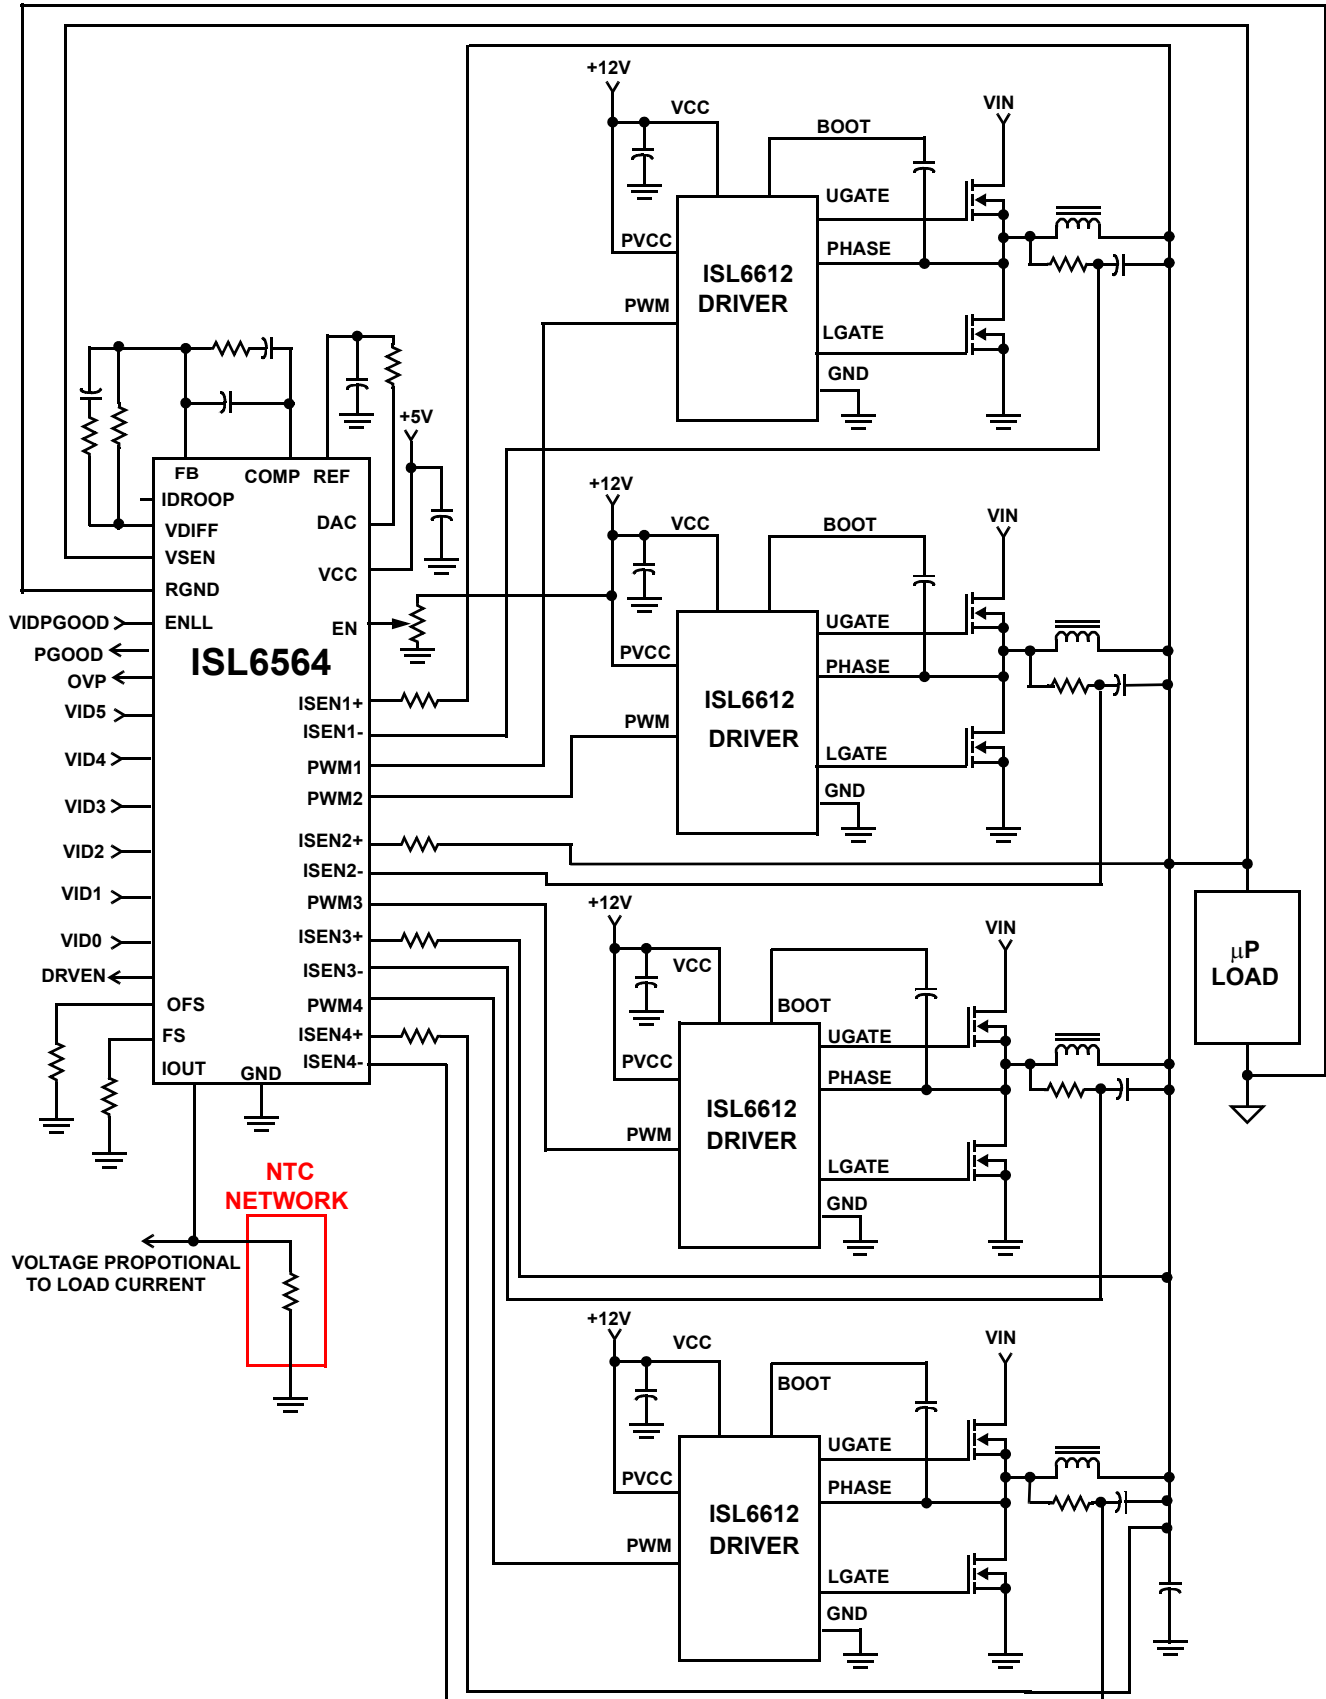 +12V
VCC
BOOT
VIN
UGATE
PVCC
PHASE
ISL6612
DRIVER
PWM
LGATE
GND
+5V
FB
COMP
REF
IDROOP
VDIFF
DAC
VSEN
VCC
RGND
VIDPGOOD
ENLL
EN
PGOOD
ISL6564
OVP
VID5
ISEN1+
ISEN1-
VID4
PWM1
PWM2
VID3
ISEN2+
VID2
ISEN2-
VID1
PWM3
VID0
ISEN3+
DRVEN
ISEN3-
OFS
PWM4
FS
ISEN4+
IOUT
GND
ISEN4-
NTC
NETWORK
VOLTAGE PROPOTIONAL
TO LOAD CURRENT
+12V
VCC
BOOT
VIN
UGATE
PVCC
PHASE
ISL6612
DRIVER
PWM
LGATE
GND
+12V
VCC
BOOT
VIN
UGATE
PVCC
PHASE
ISL6612
DRIVER
PWM
LGATE
GND
µP
LOAD
+12V
VCC
BOOT
VIN
UGATE
PVCC
PHASE
ISL6612
DRIVER
PWM
LGATE
GND